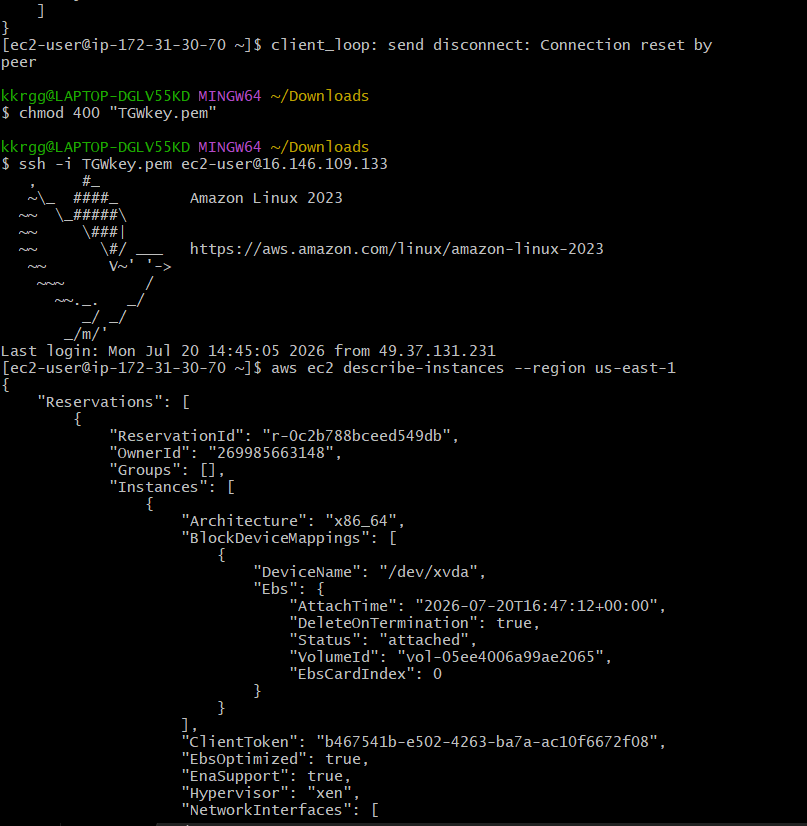 ]
}
[ec2-user@ip-172-31-30-70 ~]$ client_loop: send disconnect: Connection reset by
peer

kkrgg@LAPTOP-DGLV55KD MINGW64 ~/Downloads
$ chmod 400 "TGWkey.pem"

kkrgg@LAPTOP-DGLV55KD MINGW64 ~/Downloads
$ ssh -i TGWkey.pem ec2-user@16.146.109.133
   ,     #_
   ~\_  ####_        Amazon Linux 2023
  ~~  \_#####\
  ~~     \###|
  ~~       \#/ ___   https://aws.amazon.com/linux/amazon-linux-2023
   ~~       V~' '->
    ~~~         /
      ~~._.   _/
         _/ _/
       _/m/'
Last login: Mon Jul 20 14:45:05 2026 from 49.37.131.231
[ec2-user@ip-172-31-30-70 ~]$ aws ec2 describe-instances --region us-east-1
{
    "Reservations": [
        {
            "ReservationId": "r-0c2b788bceed549db",
            "OwnerId": "269985663148",
            "Groups": [],
            "Instances": [
                {
                    "Architecture": "x86_64",
                    "BlockDeviceMappings": [
                        {
                            "DeviceName": "/dev/xvda",
                            "Ebs": {
                                "AttachTime": "2026-07-20T16:47:12+00:00",
                                "DeleteOnTermination": true,
                                "Status": "attached",
                                "VolumeId": "vol-05ee4006a99ae2065",
                                "EbsCardIndex": 0
                            }
                        }
                    ],
                    "ClientToken": "b467541b-e502-4263-ba7a-ac10f6672f08",
                    "EbsOptimized": true,
                    "EnaSupport": true,
                    "Hypervisor": "xen",
                    "NetworkInterfaces": [